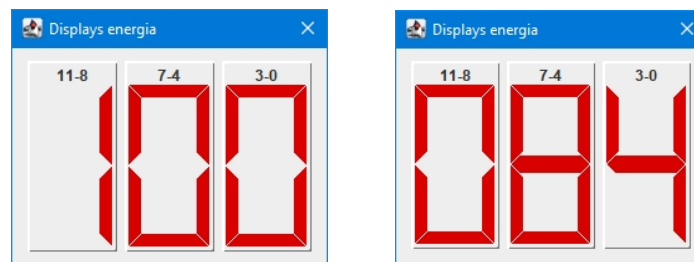 Displays energia
11-8 7-4 3-0
100
Displays energia
11-8 7-4 3-0
084